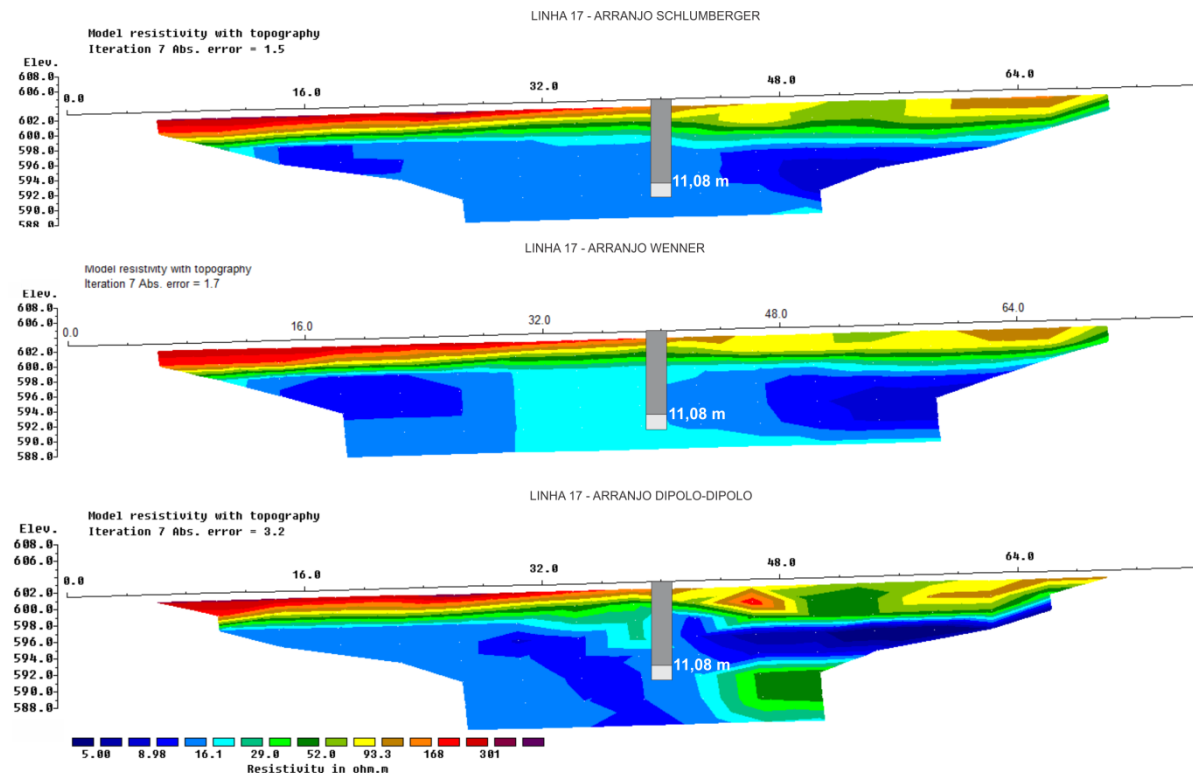 LINHA 17 - ARRANJO SCHLUMBERGER
Model resistivity with topography
Iteration 7 Abs. error = 1.5
Elev.
608.0
606.0
0.0 16.0 32.0 48.0 64.0
602.0
600.0
598.0
596.0
594.0
592.0
590.0
588.0
11,08 m
LINHA 17 - ARRANJO WENNER
Model resistivity with topography
Iteration 7 Abs. error = 1.7
Elev.
608.0
606.0
0.0 16.0 32.0 48.0 64.0
602.0
600.0
598.0
596.0
594.0
592.0
590.0
588.0
11,08 m
LINHA 17 - ARRANJO DIPOLO-DIPOLO
Model resistivity with topography
Iteration 7 Abs. error = 3.2
Elev.
608.0
606.0
0.0 16.0 32.0 48.0 64.0
602.0
600.0
598.0
596.0
594.0
592.0
590.0
588.0
11,08 m
5.00 8.98 16.1 29.0 52.0 93.3 168 301
Resistivity in ohm.m